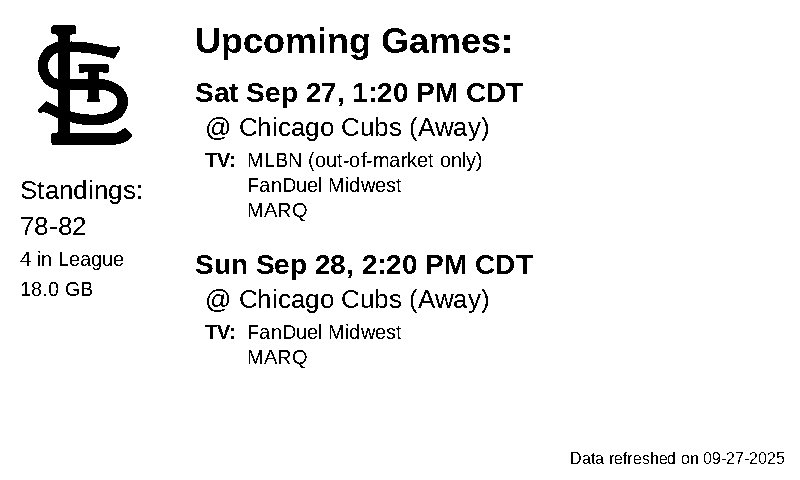 STL
Standings:
78-82
4 in League
18.0 GB
Upcoming Games:
Sat Sep 27, 1:20 PM CDT
@ Chicago Cubs (Away)
TV: MLBN (out-of-market only)
FanDuel Midwest
MARQ
Sun Sep 28, 2:20 PM CDT
@ Chicago Cubs (Away)
TV: FanDuel Midwest
MARQ
Data refreshed on 09-27-2025